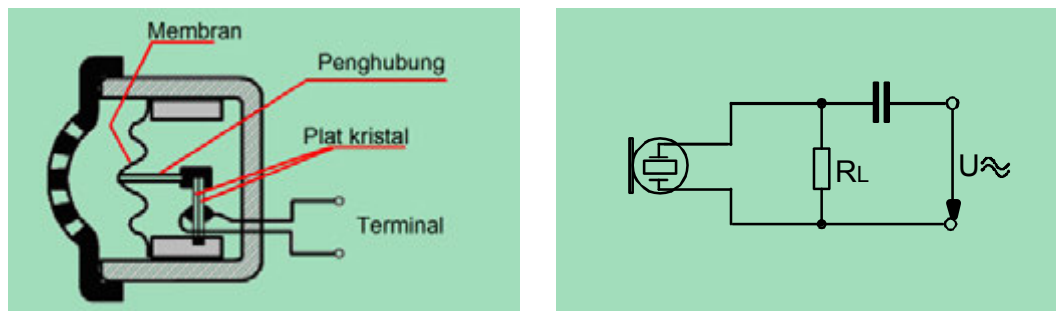 Membran
Penghubung
Plat kristal
Terminal
RL
U